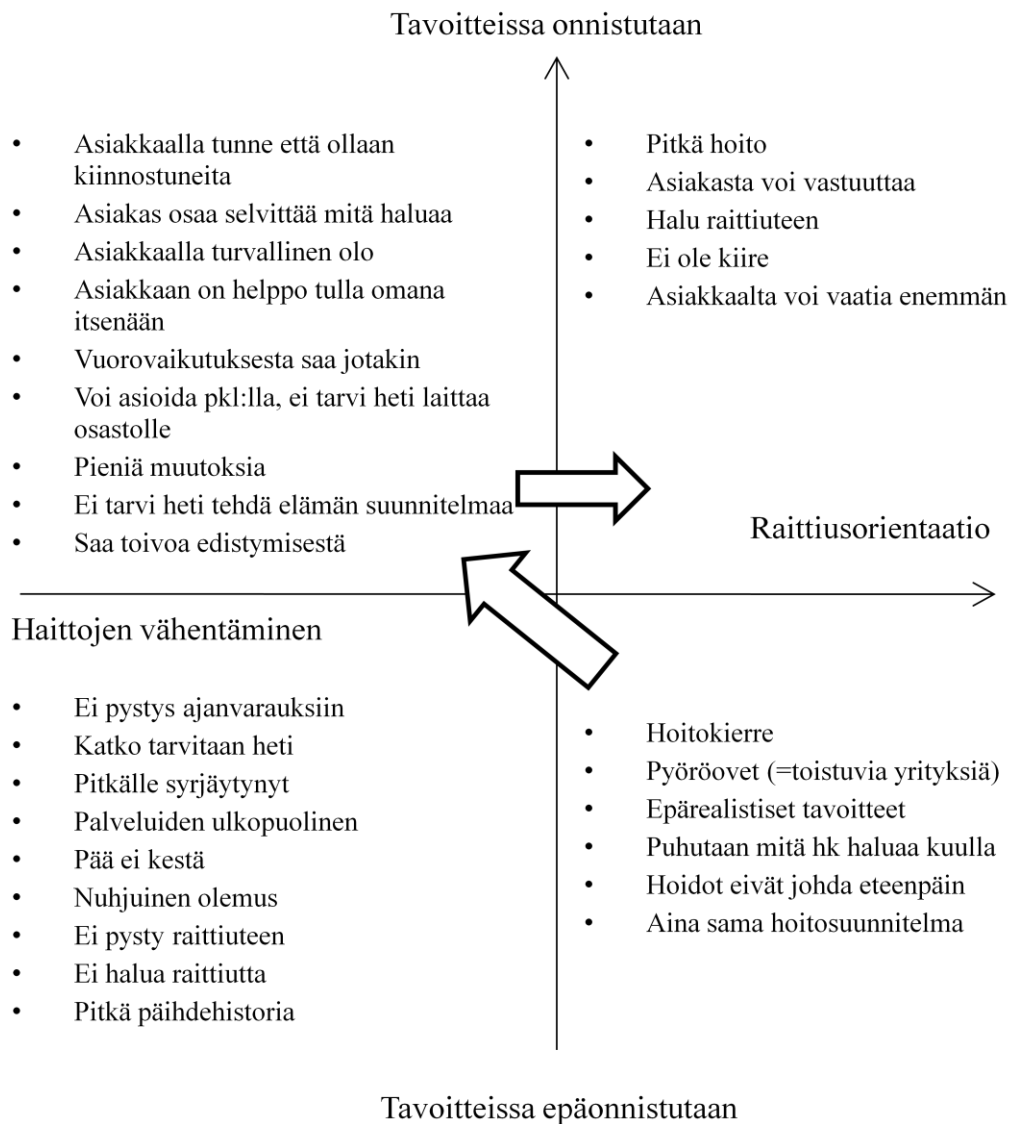 Tavoitteissa onnistutaan
• Asiakkaalla tunne että ollaan
kiinnostuneita
• Asiakas osaa selvittää mitä haluaa
• Asiakkaalla turvallinen olo
• Asiakkaan on helppo tulla omana
itsenään
• Vuorovaikutuksesta saa jotakin
• Voi asioida pkl:lla, ei tarvi heti laittaa
osastolle
• Pieniä muutoksia
• Ei tarvi heti tehdä elämän suunnitelmaa
• Saa toivoa edistymisestä
• Pitkä hoito
• Asiakasta voi vastuuttaa
• Halu raittiuteen
• Ei ole kiire
• Asiakkaalta voi vaatia enemmän
Raittiusorientaatio
Haittojen vähentäminen
• Ei pystys ajanvarauksiin
• Katko tarvitaan heti
• Pitkälle syrjäytynyt
• Palveluiden ulkopuolinen
• Pää ei kestä
• Nuhjuinen olemus
• Ei pysty raittiuteen
• Ei halua raittiutta
• Pitkä päihdehistoria
• Hoitokierre
• Pyöröovet (=toistuvia yrityksiä)
• Epärealistiset tavoitteet
• Puhutaan mitä hk haluaa kuulla
• Hoidot eivät johda eteenpäin
• Aina sama hoitosuunnitelma
Tavoitteissa epäonnistutaan